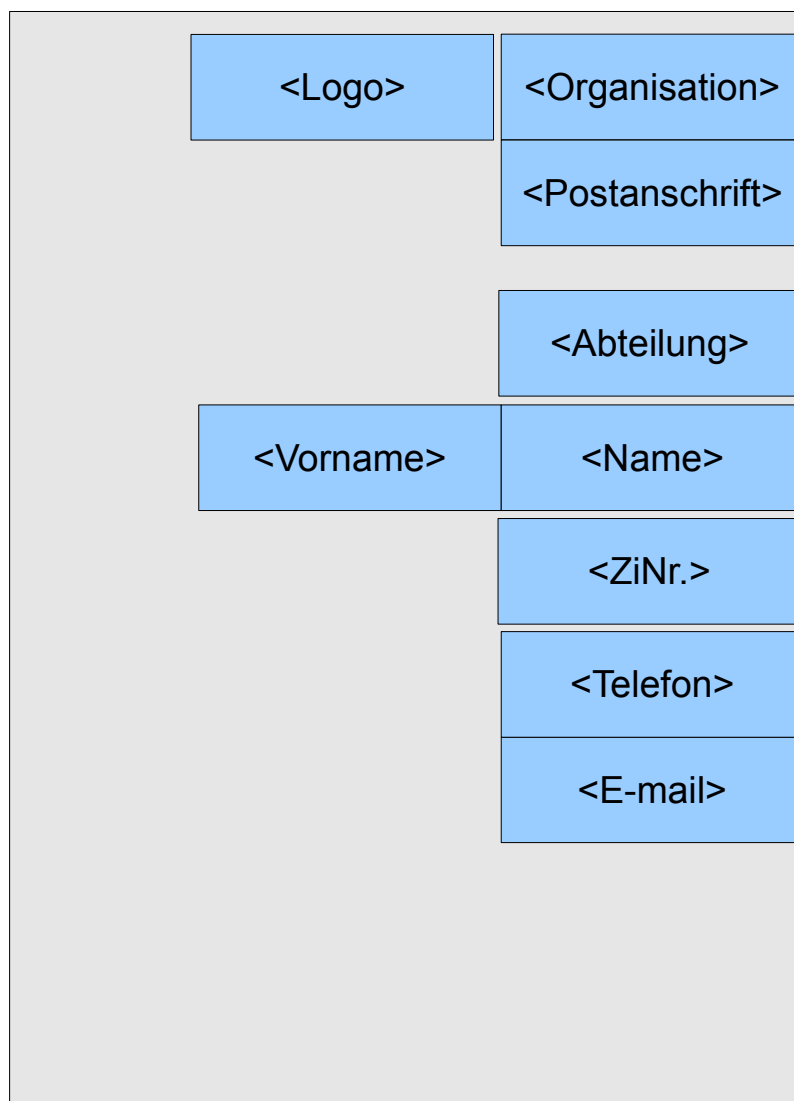 <Logo> <Organisation>
<Postanschrift>
<Abteilung>
<Vorname> <Name>
<ZiNr.>
<Telefon>
<E-mail>